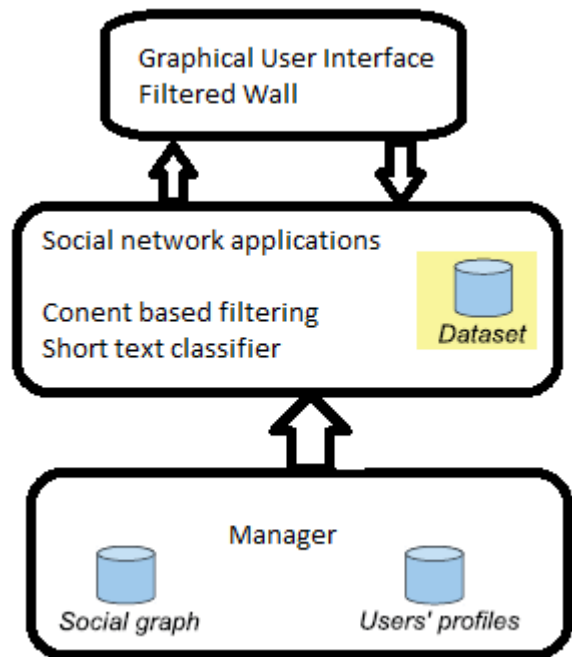 Graphical User Interface
Filtered Wall
Social network applications
Conent based filtering
Short text classifier
Dataset
Manager
Social graph
Users' profiles